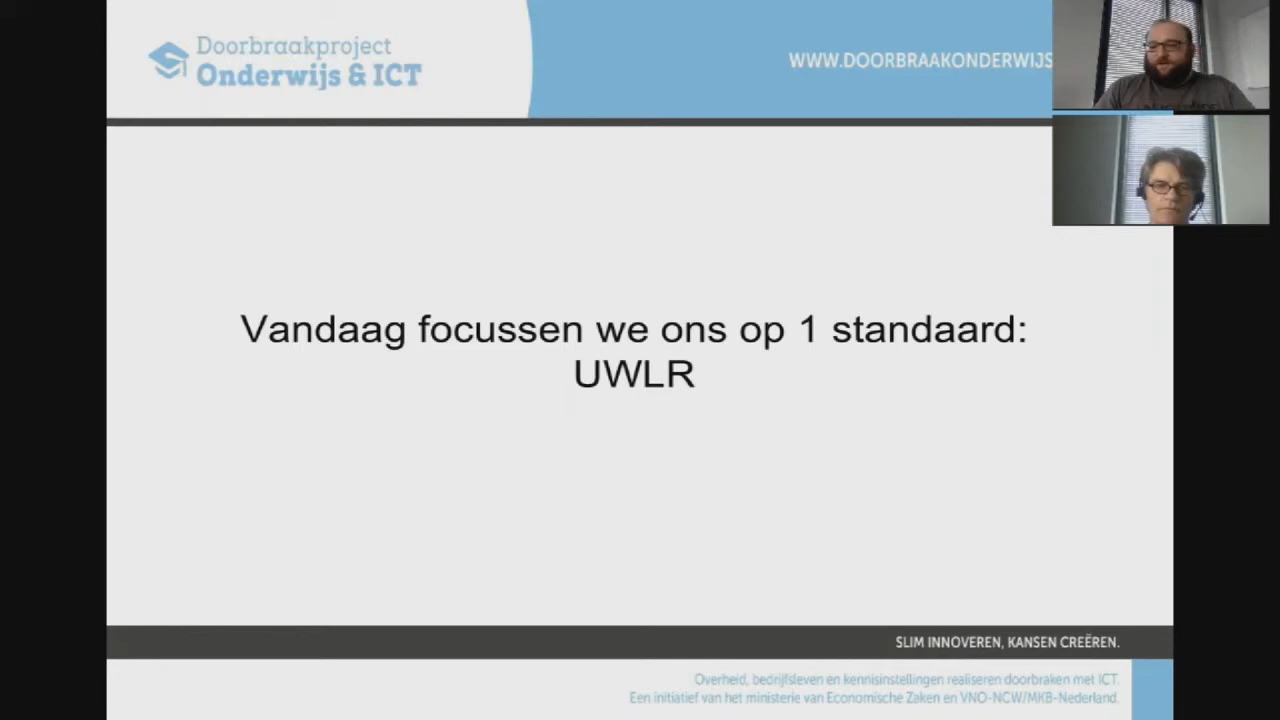 Doorbraakproject
Onderwijs & ICT
WWW.DOORBRAAKONDERWIJS
Vandaag focussen we ons op 1 standaard:
UWLR
SLIM INNOVEREN, KANSEN CREËREN.
Overheid, bedrijfsleven en kennisinstellingen realiseren doorbraken met ICT.
Een initiatief van het ministerie van Economische Zaken en VNO-NCW/MKB-Nederland.